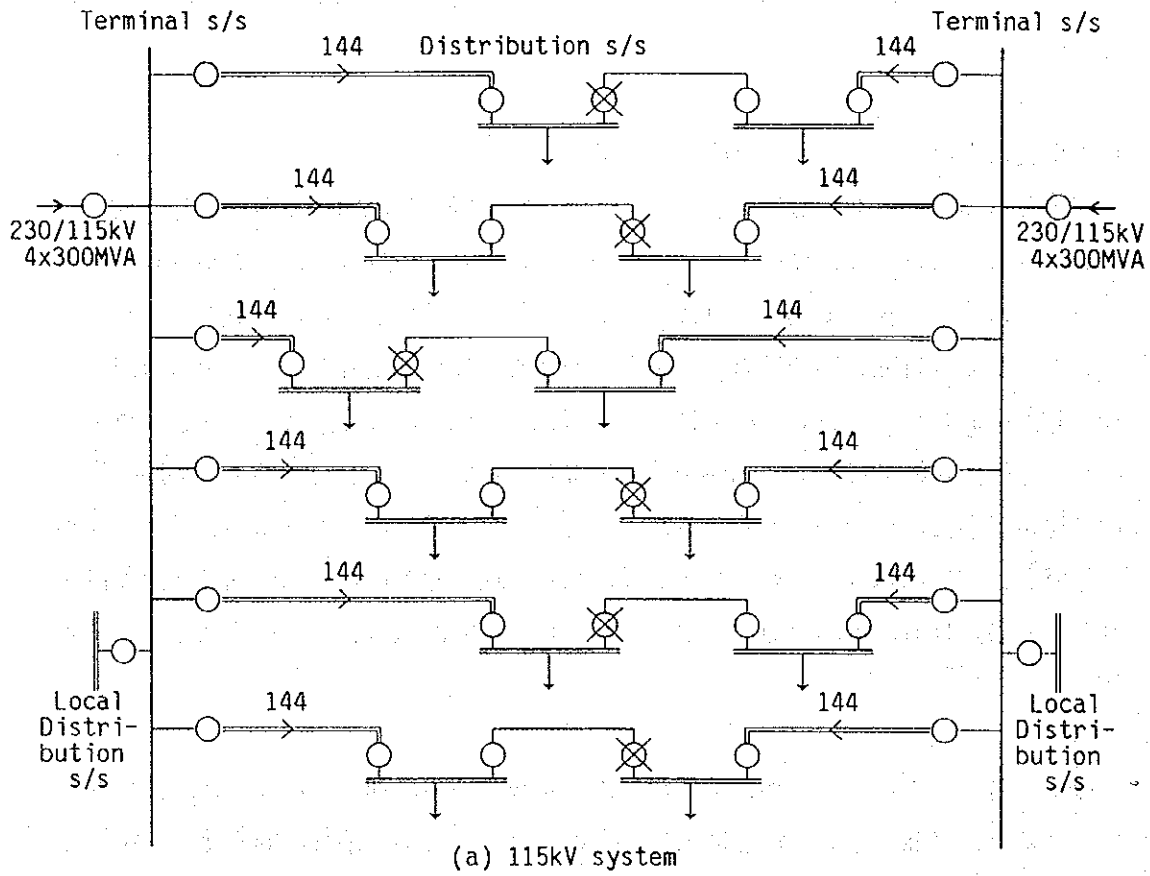 Terminal s/s
Terminal s/s
Distribution s/s
144
144
144
144
230/115kV
4x300MVA
230/115kV
4x300MVA
144
144
144
144
144
144
Local
Distri-
bution
s/s
144
144
Local
Distri-
bution
s/s
(a) 115kV system